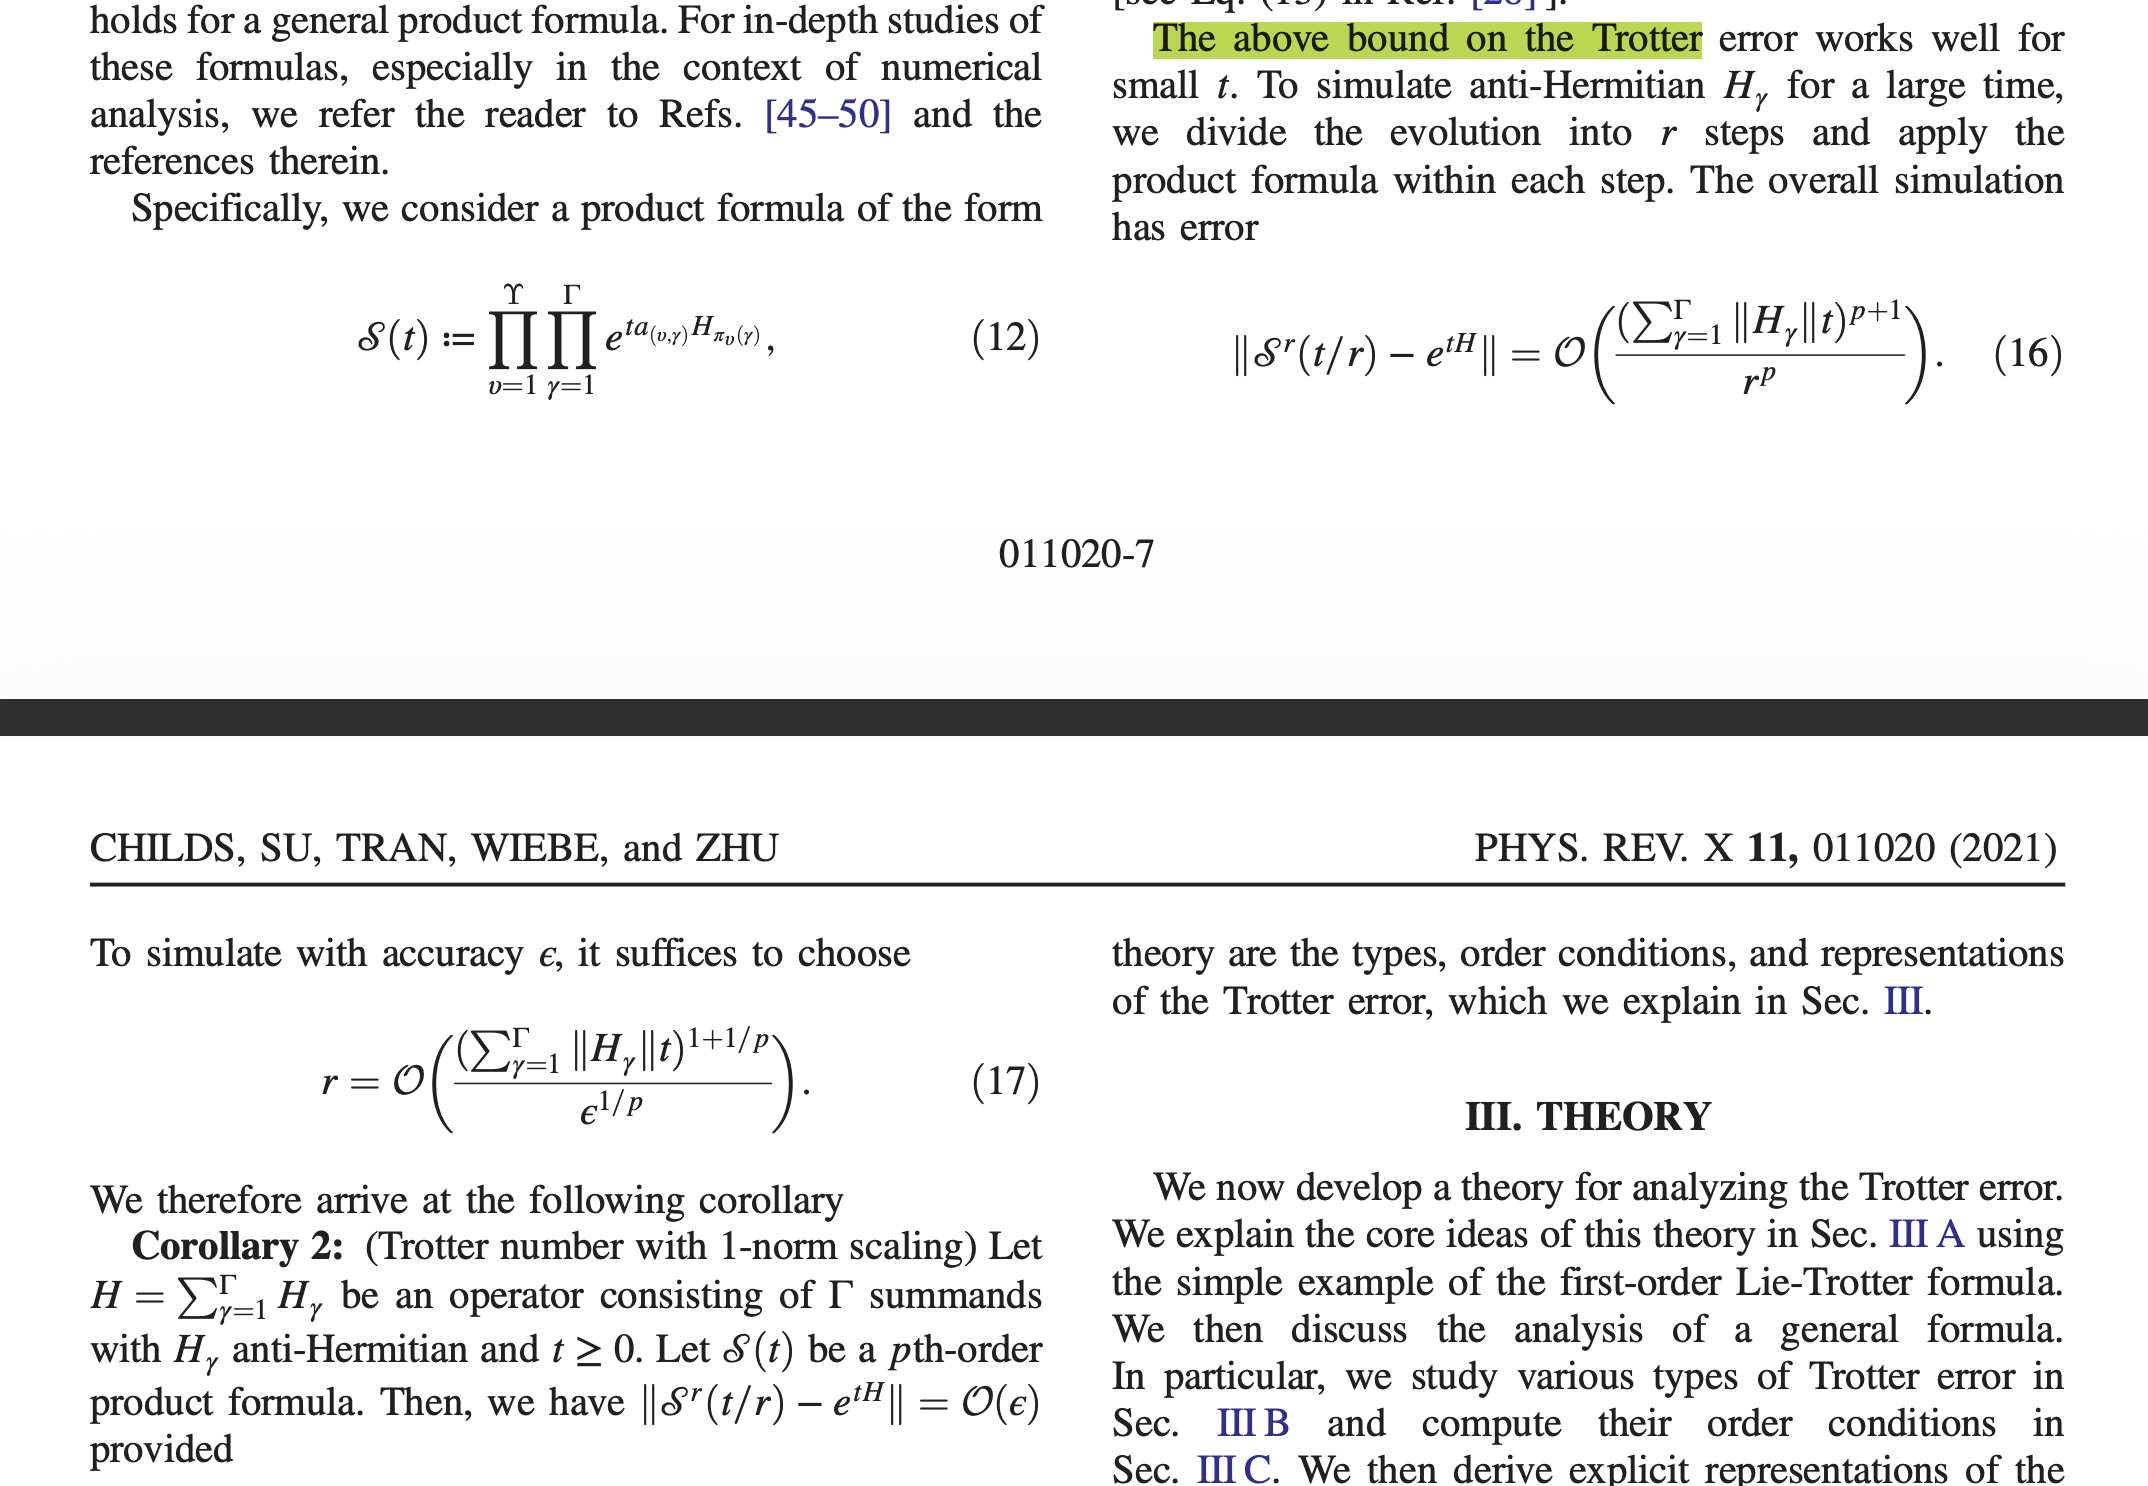 holds for a general product formula. For in-depth studies of
these formulas, especially in the context of numerical
analysis, we refer the reader to Refs. [45–50] and the
references therein.
Specifically, we consider a product formula of the form
𝒮(t) ≔ ∏_{υ=1}^{ϒ} ∏_{γ=1}^{Γ} e^{ta_{(υ,γ)}H_{π_υ(γ)}}, (12)
The above bound on the Trotter error works well for
small t. To simulate anti-Hermitian H_γ for a large time,
we divide the evolution into r steps and apply the
product formula within each step. The overall simulation
has error
‖𝒮^r(t/r) − e^{tH}‖ = 𝒪((∑_{γ=1}^{Γ} ‖H_γ‖t)^{p+1} / r^p). (16)
011020-7
CHILDS, SU, TRAN, WIEBE, and ZHU
PHYS. REV. X 11, 011020 (2021)
To simulate with accuracy ϵ, it suffices to choose
r = 𝒪((∑_{γ=1}^{Γ} ‖H_γ‖t)^{1+1/p} / ϵ^{1/p}). (17)
We therefore arrive at the following corollary
Corollary 2: (Trotter number with 1-norm scaling) Let
H = ∑_{γ=1}^{Γ} H_γ be an operator consisting of Γ summands
with H_γ anti-Hermitian and t ≥ 0. Let 𝒮(t) be a pth-order
product formula. Then, we have ‖𝒮^r(t/r) − e^{tH}‖ = 𝒪(ϵ)
provided
theory are the types, order conditions, and representations
of the Trotter error, which we explain in Sec. III.
III. THEORY
We now develop a theory for analyzing the Trotter error.
We explain the core ideas of this theory in Sec. III A using
the simple example of the first-order Lie-Trotter formula.
We then discuss the analysis of a general formula.
In particular, we study various types of Trotter error in
Sec. III B and compute their order conditions in
Sec. III C. We then derive explicit representations of the